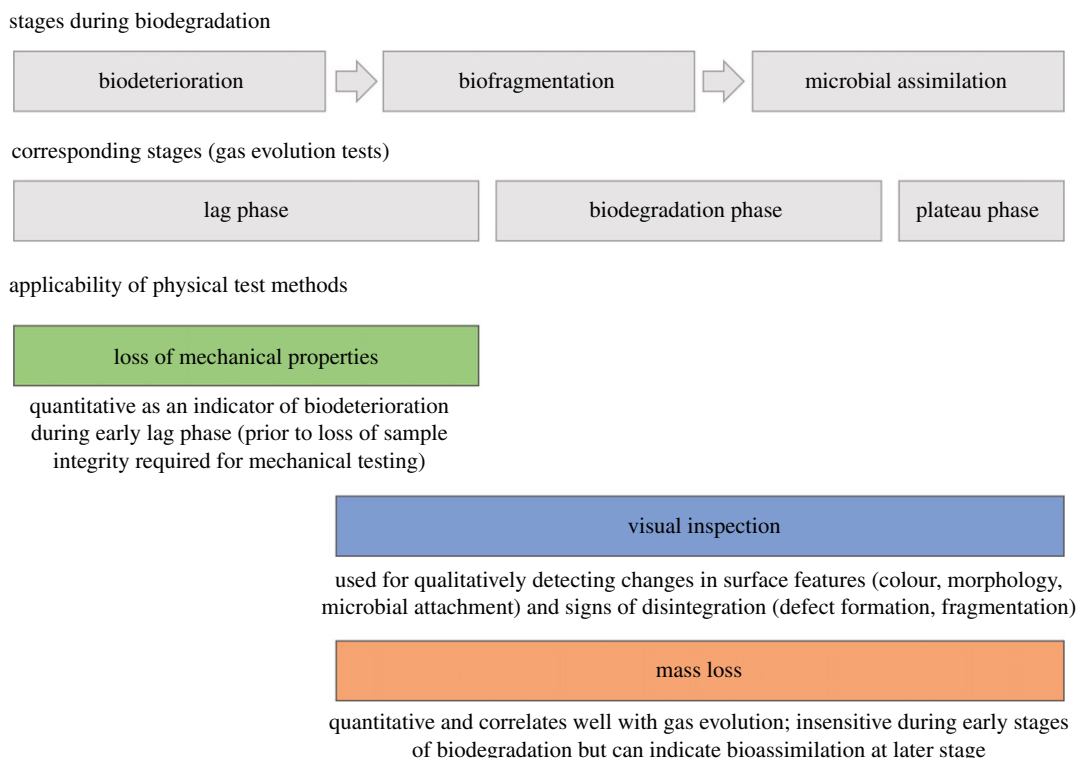 stages during biodegradation
biodeterioration
biofragmentation
microbial assimilation
corresponding stages (gas evolution tests)
lag phase
biodegradation phase
plateau phase
applicability of physical test methods
loss of mechanical properties
quantitative as an indicator of biodeterioration
during early lag phase (prior to loss of sample
integrity required for mechanical testing)
visual inspection
used for qualitatively detecting changes in surface features (colour, morphology,
microbial attachment) and signs of disintegration (defect formation, fragmentation)
mass loss
quantitative and correlates well with gas evolution; insensitive during early stages
of biodegradation but can indicate bioassimilation at later stage